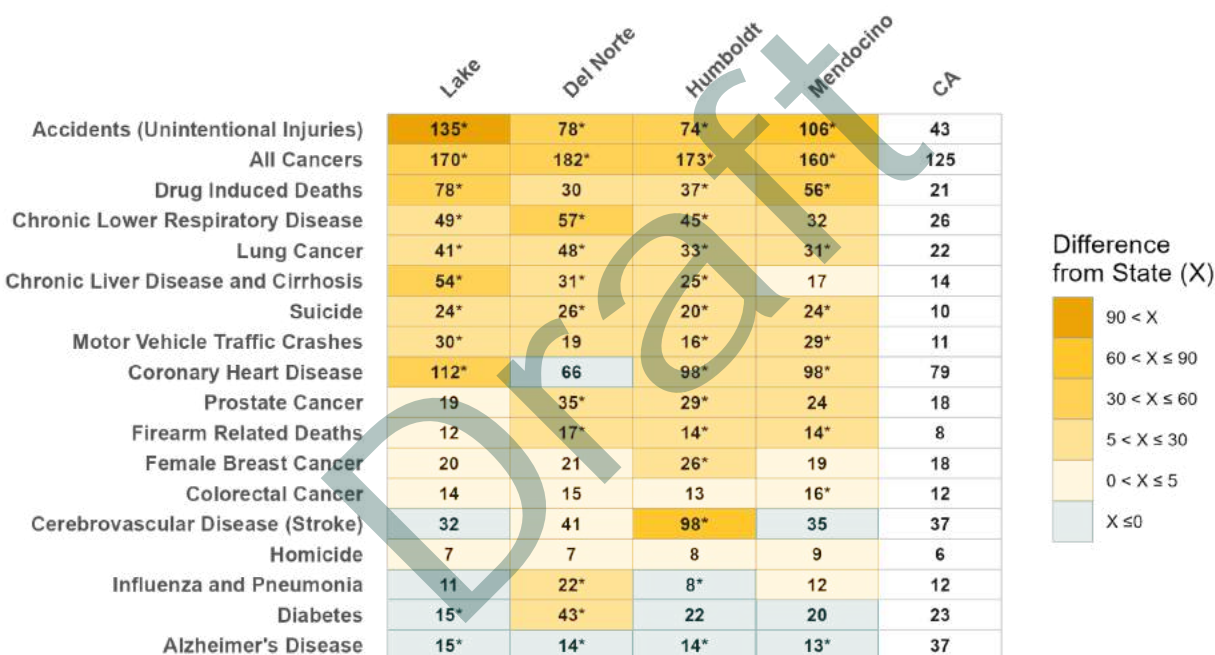 Lake Del Norte Humboldt Mendocino CA
Accidents (Unintentional Injuries) 135* 78* 74* 106* 43
All Cancers 170* 182* 173* 160* 125
Drug Induced Deaths 78* 30 37* 56* 21
Chronic Lower Respiratory Disease 49* 57* 45* 32 26
Lung Cancer 41* 48* 33* 31* 22
Chronic Liver Disease and Cirrhosis 54* 31* 25* 17 14
Suicide 24* 26* 20* 24* 10
Motor Vehicle Traffic Crashes 30* 19 16* 29* 11
Coronary Heart Disease 112* 66 98* 98* 79
Prostate Cancer 19 35* 29* 24 18
Firearm Related Deaths 12 17* 14* 14* 8
Female Breast Cancer 20 21 26* 19 18
Colorectal Cancer 14 15 13 16* 12
Cerebrovascular Disease (Stroke) 32 41 98* 35 37
Homicide 7 7 8 9 6
Influenza and Pneumonia 11 22* 8* 12 12
Diabetes 15* 43* 22 20 23
Alzheimer's Disease 15* 14* 14* 13* 37
Difference
from State (X)
90 < X
60 < X ≤ 90
30 < X ≤ 60
5 < X ≤ 30
0 < X ≤ 5
X ≤0
Draft